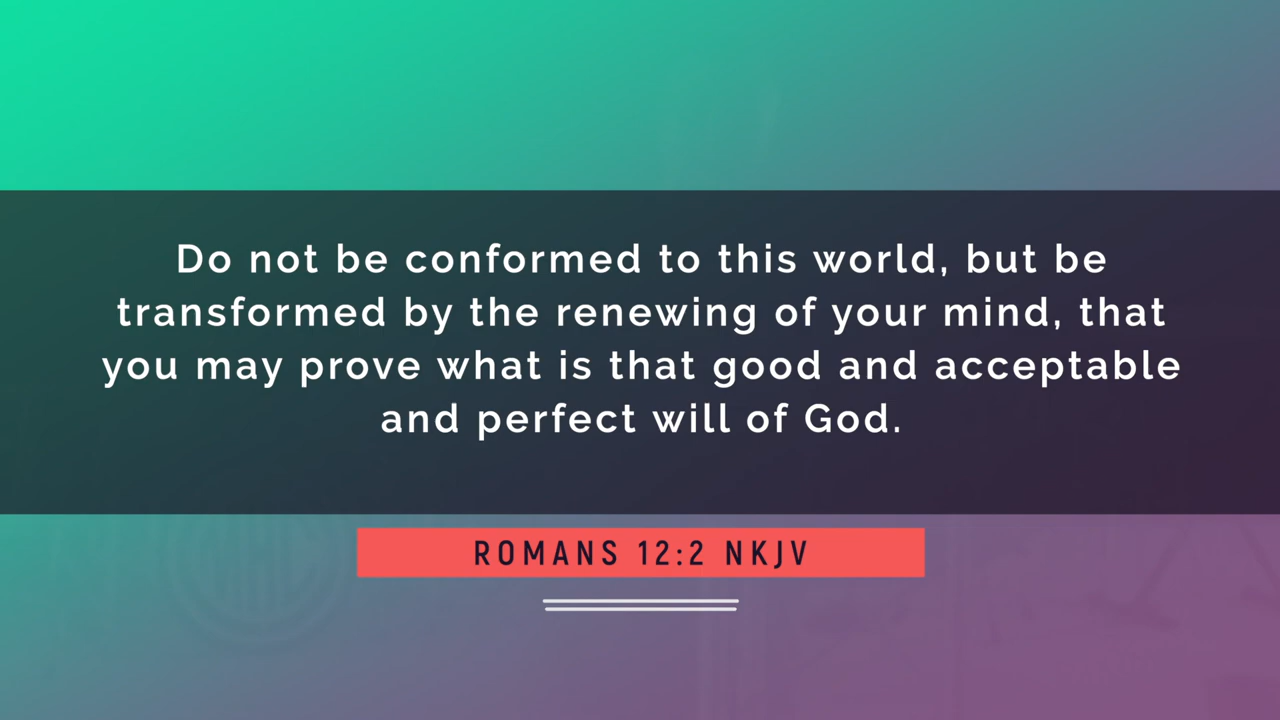 Do not be conformed to this world, but be
transformed by the renewing of your mind, that
you may prove what is that good and acceptable
and perfect will of God.
ROMANS 12:2 NKJV